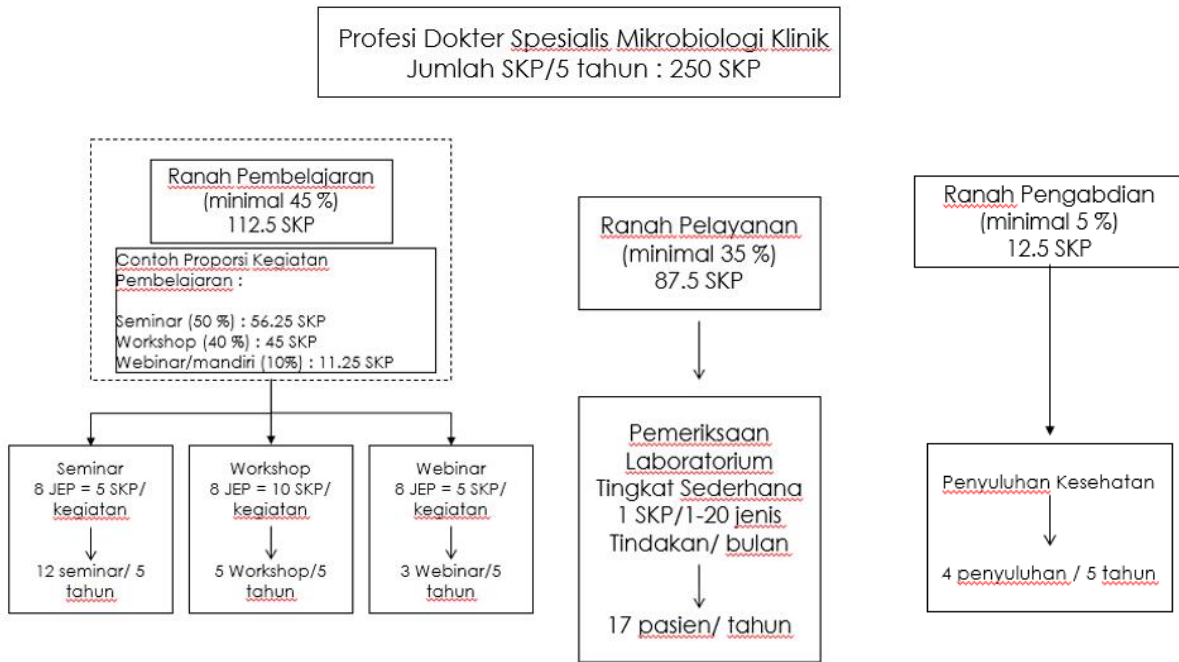 Profesi Dokter Spesialis Mikrobiologi Klinik
Jumlah SKP/5 tahun : 250 SKP
Ranah Pembelajaran
(minimal 45 %)
112.5 SKP
Contoh Proporsi Kegiatan
Pembelajaran :
Seminar (50 %) : 56.25 SKP
Workshop (40 %) : 45 SKP
Webinar/mandiri (10%) : 11.25 SKP
Seminar
8 JEP = 5 SKP/
kegiatan
12 seminar/ 5
tahun
Workshop
8 JEP = 10 SKP/
kegiatan
5 Workshop/5
tahun
Webinar
8 JEP = 5 SKP/
kegiatan
3 Webinar/5
tahun
Ranah Pelayanan
(minimal 35 %)
87.5 SKP
Pemeriksaan
Laboratorium
Tingkat Sederhana
1 SKP/1-20 jenis
Tindakan/ bulan
17 pasien/ tahun
Ranah Pengabdian
(minimal 5 %)
12.5 SKP
Penyuluhan Kesehatan
4 penyuluhan / 5 tahun